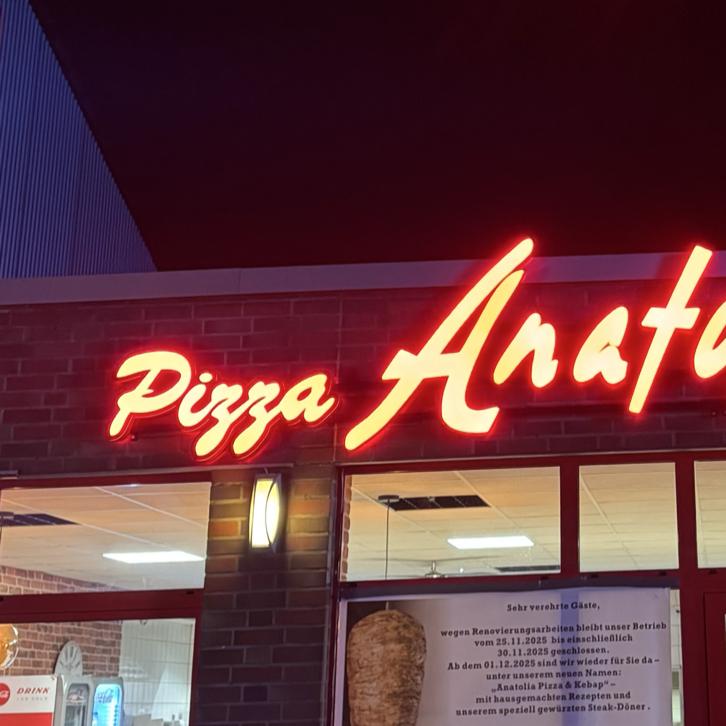 Pizza Anato
Sehr verehrte Gäste,
wegen Renovierungsarbeiten bleibt unser Betrieb
vom 25.11.2025 bis einschließlich
30.11.2025 geschlossen.
Ab dem 01.12.2025 sind wir wieder für Sie da –
unter unserem neuen Namen:
„Anatolia Pizza & Kebap“ –
mit hausgemachten Rezepten und
unserem speziell gewürzten Steak-Döner .
DRINK